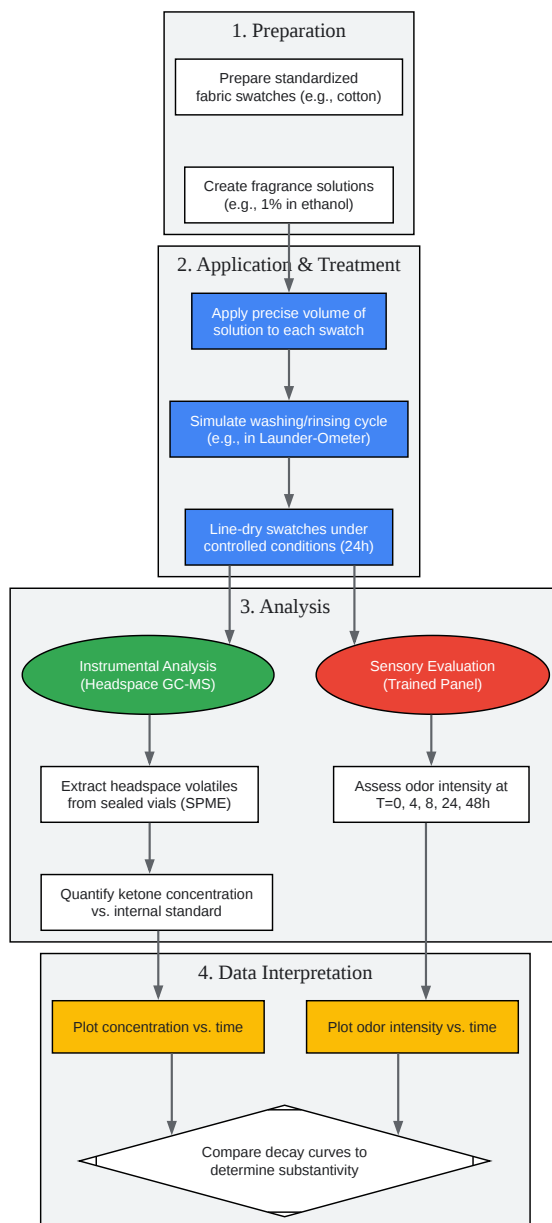 1. Preparation
Prepare standardized
fabric swatches (e.g., cotton)
Create fragrance solutions
(e.g., 1% in ethanol)
2. Application & Treatment
Apply precise volume of
solution to each swatch
Simulate washing/rinsing cycle
(e.g., in Launder-Ometer)
Line-dry swatches under
controlled conditions (24h)
3. Analysis
Instrumental Analysis
(Headspace GC-MS)
Sensory Evaluation
(Trained Panel)
Extract headspace volatiles
from sealed vials (SPME)
Assess odor intensity at
T=0, 4, 8, 24, 48h
Quantify ketone concentration
vs. internal standard
4. Data Interpretation
Plot concentration vs. time
Plot odor intensity vs. time
Compare decay curves to
determine substantivity